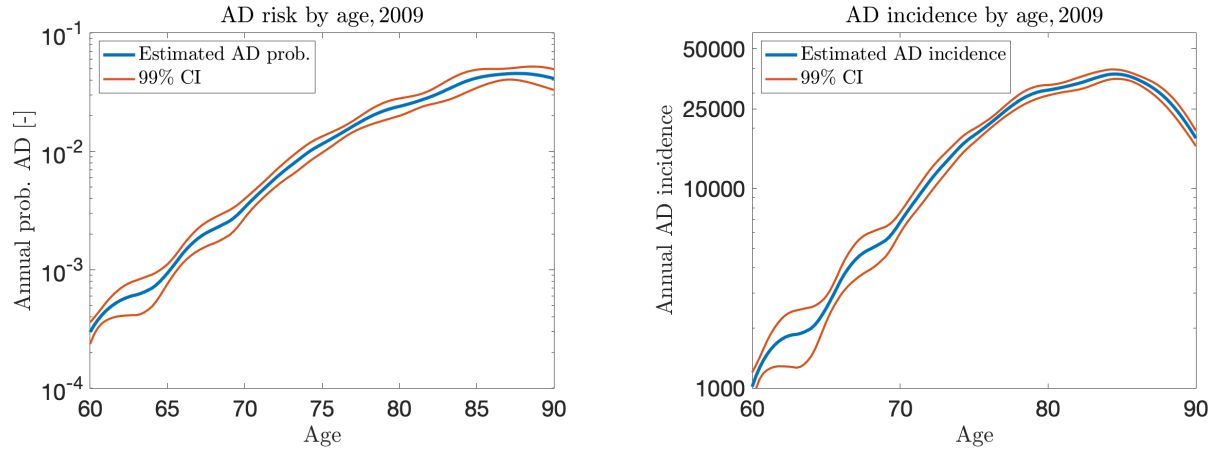 AD risk by age, 2009
Annual prob. AD [-]
10^-1
10^-2
10^-3
10^-4
Estimated AD prob.
99% CI
60 65 70 75 80 85 90
Age
AD incidence by age, 2009
Annual AD incidence
50000
25000
10000
1000
Estimated AD incidence
99% CI
60 70 80 90
Age